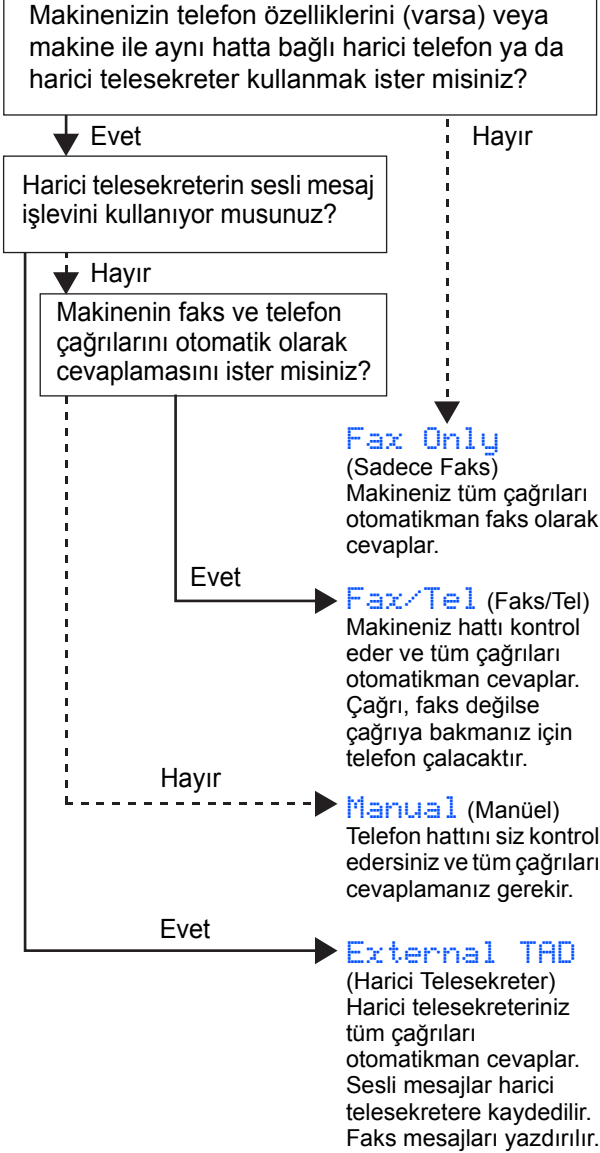 Makinenizin telefon özelliklerini (varsa) veya
makine ile aynı hatta bağlı harici telefon ya da
harici telesekreter kullanmak ister misiniz?
Evet
Hayır
Harici telesekreterin sesli mesaj
işlevini kullanıyor musunuz?
Hayır
Makinenin faks ve telefon
çağrılarını otomatik olarak
cevaplamasını ister misiniz?
Fax Only
(Sadece Faks)
Makineniz tüm çağrıları
otomatikman faks olarak
cevaplar.
Evet
Fax/Tel (Faks/Tel)
Makineniz hattı kontrol
eder ve tüm çağrıları
otomatikman cevaplar.
Çağrı, faks değilse
çağrıya bakmanız için
telefon çalacaktır.
Hayır
Manual (Manüel)
Telefon hattını siz kontrol
edersiniz ve tüm çağrıları
cevaplamanız gerekir.
Evet
External TAD
(Harici Telesekreter)
Harici telesekreteriniz
tüm çağrıları
otomatikman cevaplar.
Sesli mesajlar harici
telesekretere kaydedilir.
Faks mesajları yazdırılır.